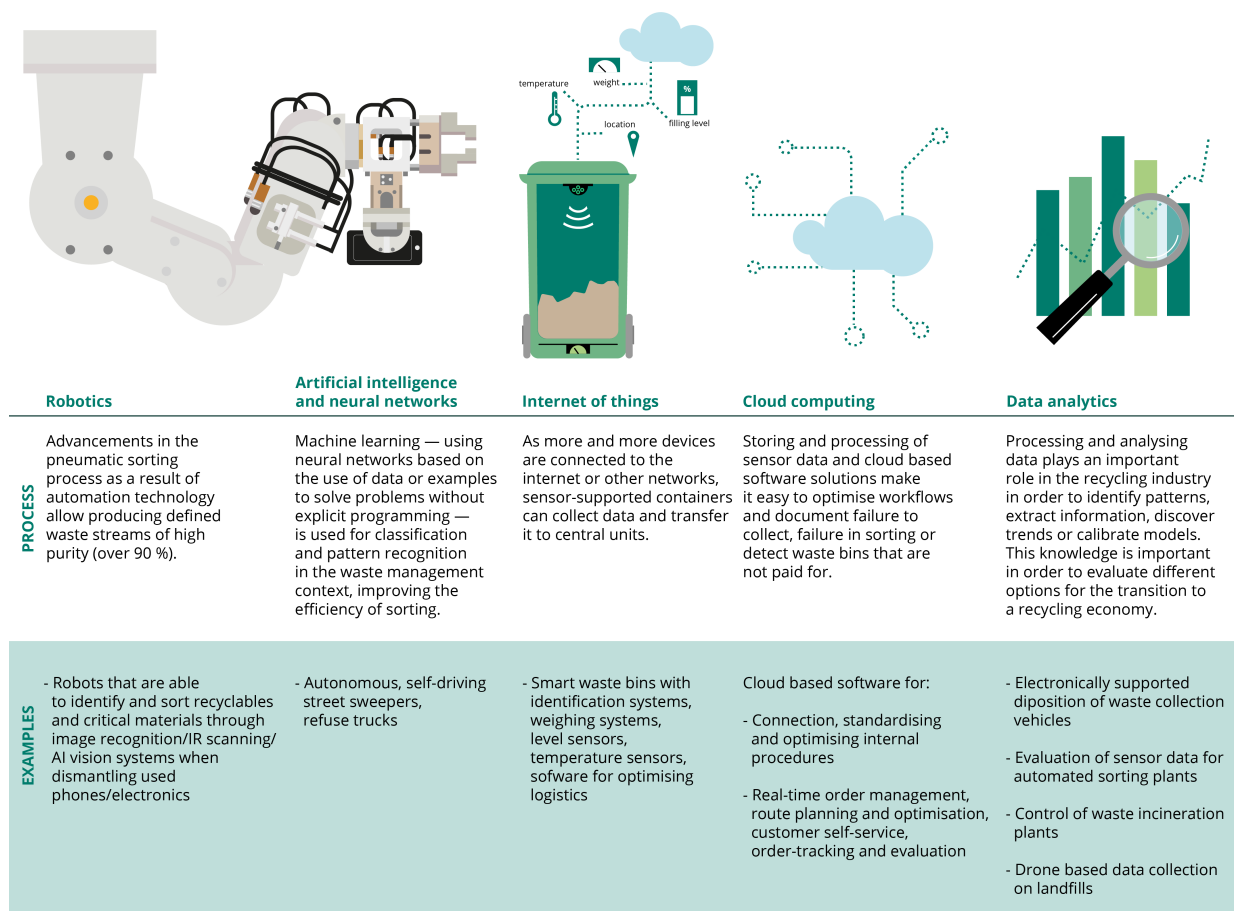 temperature
weight
%
location
filling level
Robotics
Artificial intelligence
and neural networks
Internet of things
Cloud computing
Data analytics
PROCESS
Advancements in the
pneumatic sorting
process as a result of
automation technology
allow producing defined
waste streams of high
purity (over 90 %).
Machine learning — using
neural networks based on
the use of data or examples
to solve problems without
explicit programming —
is used for classification
and pattern recognition
in the waste management
context, improving the
efficiency of sorting.
As more and more devices
are connected to the
internet or other networks,
sensor-supported containers
can collect data and transfer
it to central units.
Storing and processing of
sensor data and cloud based
software solutions make
it easy to optimise workflows
and document failure to
collect, failure in sorting or
detect waste bins that are
not paid for.
Processing and analysing
data plays an important
role in the recycling industry
in order to identify patterns,
extract information, discover
trends or calibrate models.
This knowledge is important
in order to evaluate different
options for the transition to
a recycling economy.
EXAMPLES
- Robots that are able
to identify and sort recyclables
and critical materials through
image recognition/IR scanning/
AI vision systems when
dismantling used
phones/electronics
- Autonomous, self-driving
street sweepers,
refuse trucks
- Smart waste bins with
identification systems,
weighing systems,
level sensors,
temperature sensors,
sofware for optimising
logistics
Cloud based software for:
- Connection, standardising
and optimising internal
procedures
- Real-time order management,
route planning and optimisation,
customer self-service,
order-tracking and evaluation
- Electronically supported
diposition of waste collection
vehicles
- Evaluation of sensor data for
automated sorting plants
- Control of waste incineration
plants
- Drone based data collection
on landfills